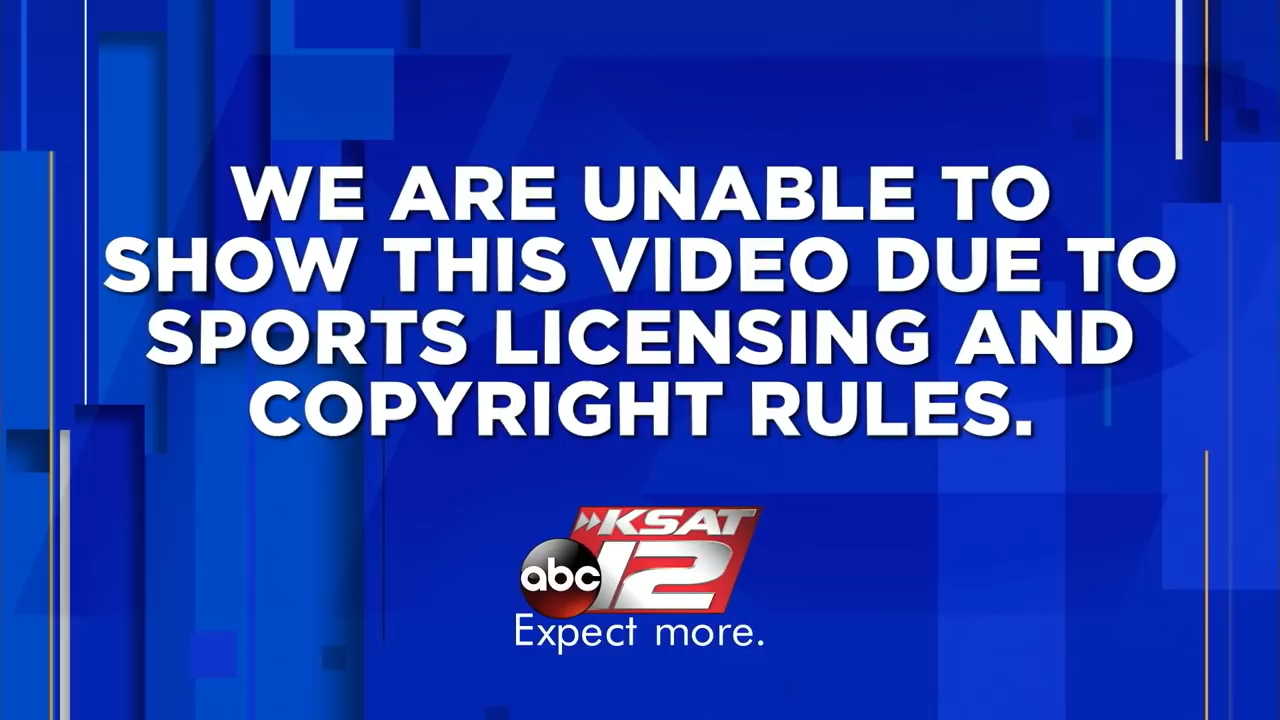 WE ARE UNABLE TO
SHOW THIS VIDEO DUE TO
SPORTS LICENSING AND
COPYRIGHT RULES.
KSAT
abc 12
Expect more.